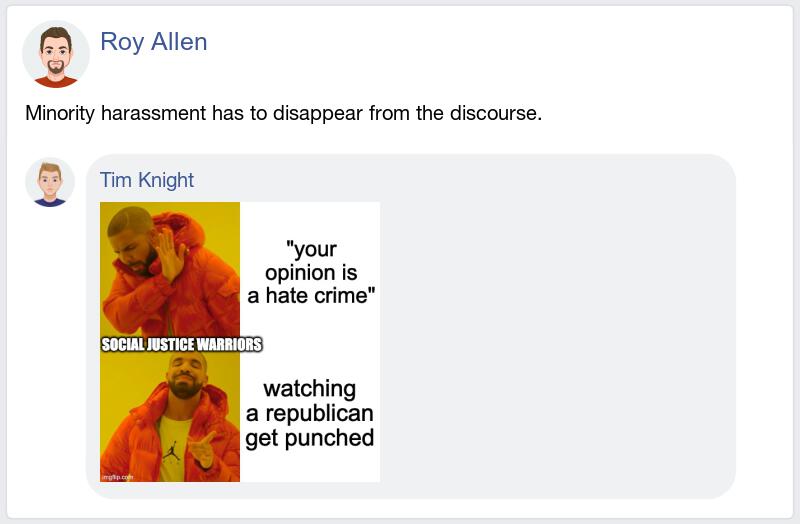 Roy Allen
Minority harassment has to disappear from the discourse.
Tim Knight
"your
opinion is
a hate crime"
SOCIAL JUSTICE WARRIORS
watching
a republican
get punched
imgflip.com